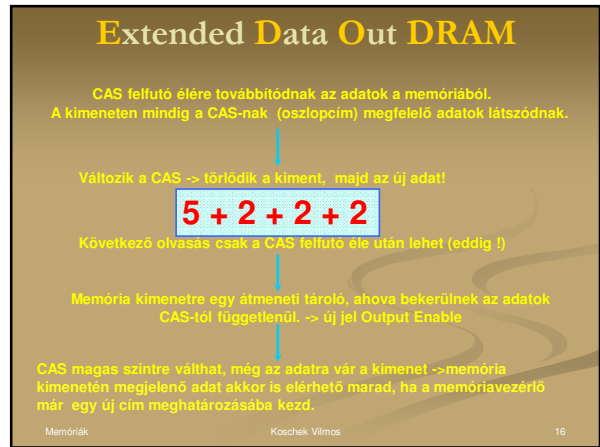 Extended Data Out DRAM
CAS felfutó élére továbbítódnak az adatok a memóriából.
A kimeneten mindig a CAS-nak (oszlopcím) megfelelő adatok látszódnak.
Változik a CAS -> törlődik a kiment, majd az új adat!
5 + 2 + 2 + 2
Következő olvasás csak a CAS felfutó éle után lehet (eddig !)
Memória kimenetre egy átmeneti tároló, ahova bekerülnek az adatok
CAS-tól függetlenül. -> új jel Output Enable
CAS magas szintre válthat, még az adatra vár a kimenet ->memória
kimenetén megjelenő adat akkor is elérhető marad, ha a memóriavezérlő
már egy új cím meghatározásába kezd.
Memóriák Koschek Vilmos 16